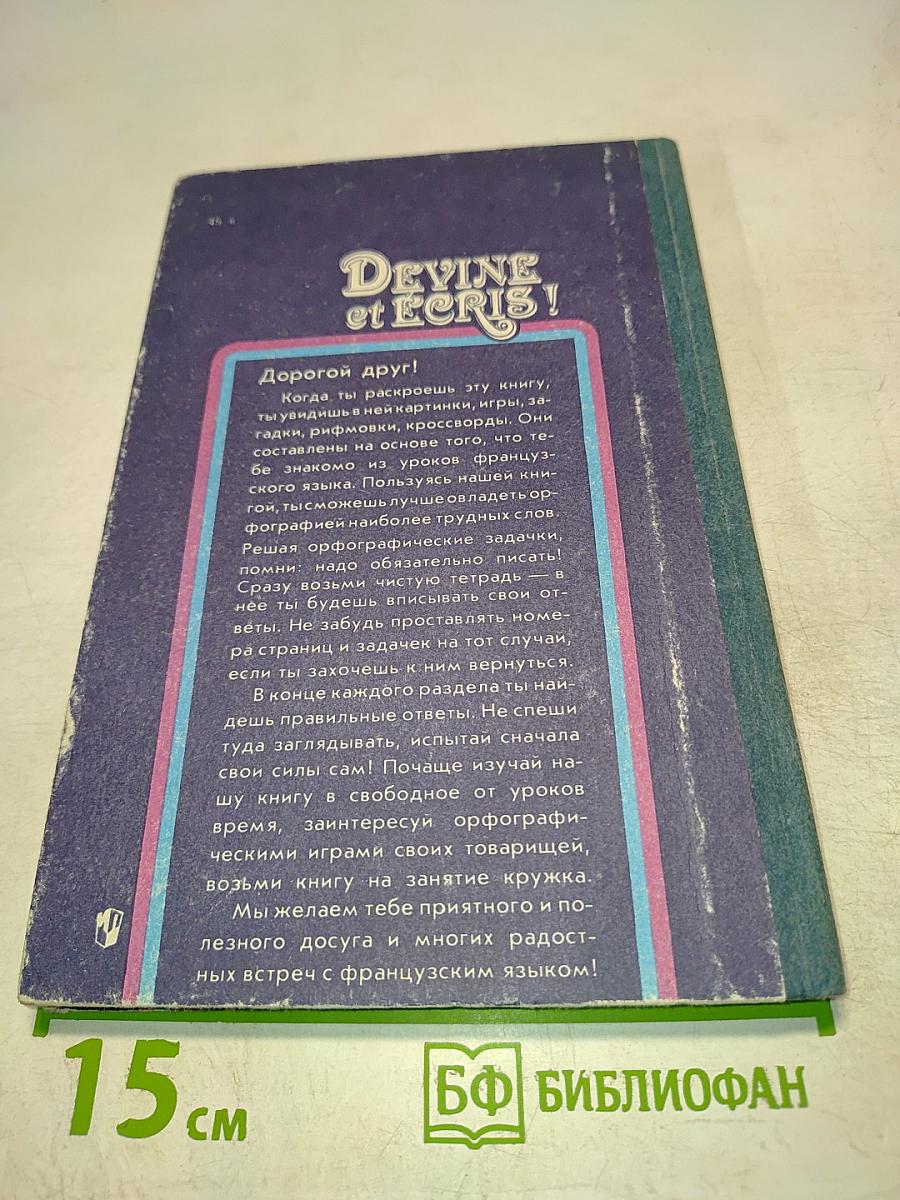 DEVINE
et ECRIS !
Дорогой друг!
Когда ты раскроешь эту книгу,
ты увидишь в ней картинки, игры, за-
гадки, рифмовки, кроссворды. Они
составлены на основе того, что те-
бе знакомо из уроков француз-
ского языка. Пользуясь нашей кни-
гой, ты сможешь лучше овладеть ор-
фографией наиболее трудных слов.
Решая орфографические задачки,
помни: надо обязательно писать!
Сразу возьми чистую тетрадь — в
нее ты будешь вписывать свои от-
веты. Не забудь проставлять номе-
ра страниц и задачек на тот случай,
если ты захочешь к ним вернуться.
В конце каждого раздела ты най-
дешь правильные ответы. Не спеши
туда заглядывать, испытай сначала
свои силы сам! Почаще изучай на-
шу книгу в свободное от уроков
время, заинтересуй орфографи-
ческими играми своих товарищей,
возьми книгу на занятие кружка.
Мы желаем тебе приятного и по-
лезного досуга и многих радост-
ных встреч с французским языком!
15 см
БФ БИБЛИОФАН